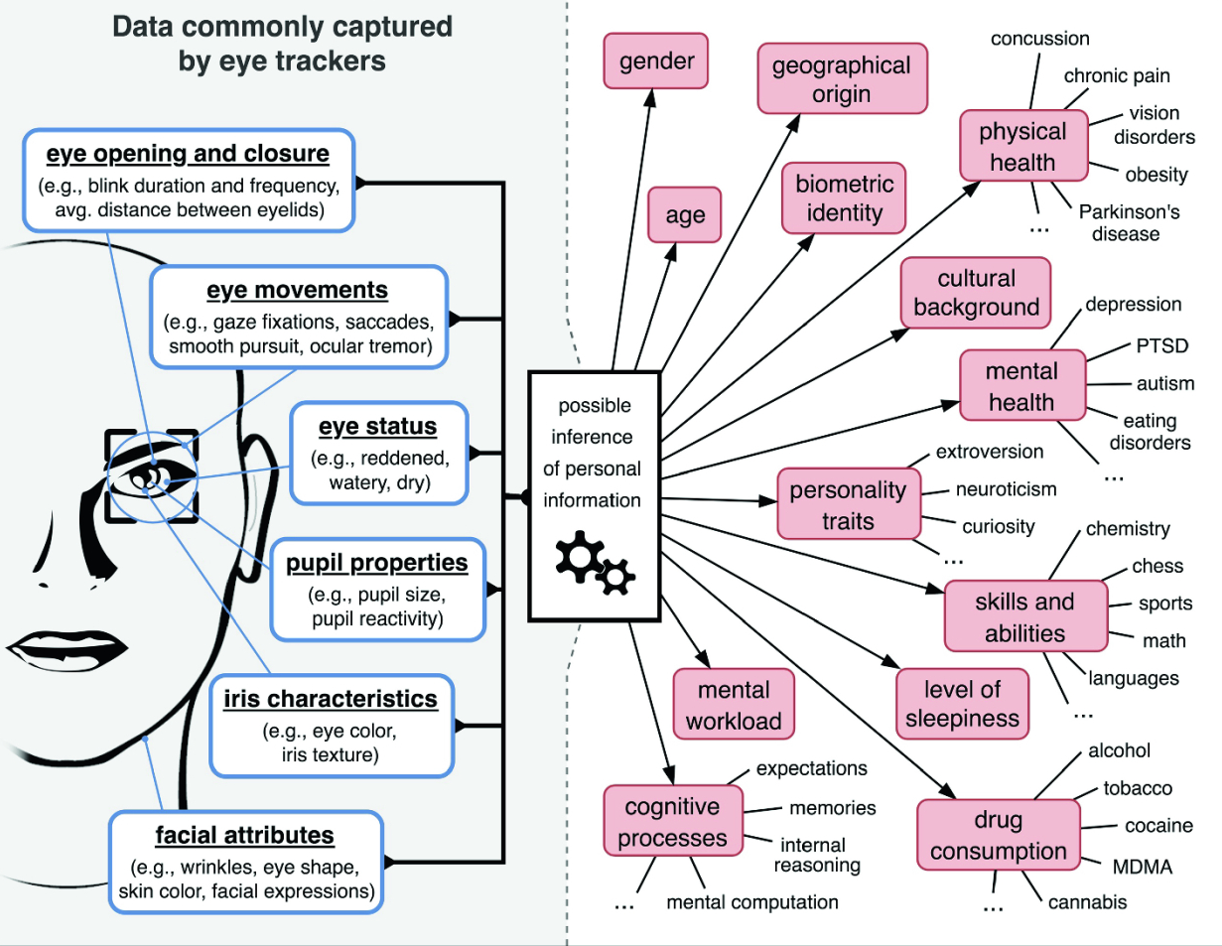 Data commonly captured
by eye trackers
eye opening and closure
(e.g., blink duration and frequency,
avg. distance between eyelids)
eye movements
(e.g., gaze fixations, saccades,
smooth pursuit, ocular tremor)
eye status
(e.g., reddened,
watery, dry)
pupil properties
(e.g., pupil size,
pupil reactivity)
iris characteristics
(e.g., eye color,
iris texture)
facial attributes
(e.g., wrinkles, eye shape,
skin color, facial expressions)
possible
inference
of personal
information
gender
geographical
origin
age
biometric
identity
physical
health
concussion
chronic pain
vision
disorders
obesity
Parkinson's
disease
...
cultural
background
mental
health
depression
PTSD
autism
eating
disorders
...
personality
traits
extroversion
neuroticism
curiosity
...
skills and
abilities
chemistry
chess
sports
math
languages
...
mental
workload
level of
sleepiness
cognitive
processes
expectations
memories
internal
reasoning
mental computation
...
drug
consumption
alcohol
tobacco
cocaine
MDMA
cannabis
...